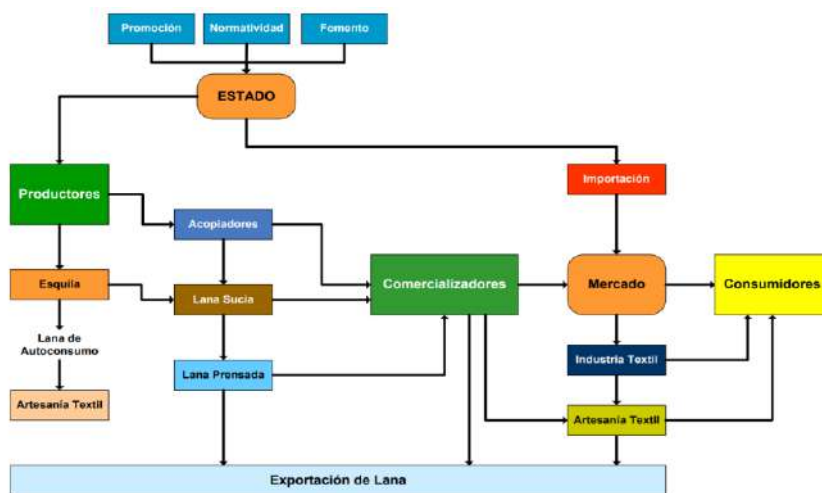 Promoción
Normatividad
Fomento
ESTADO
Productores
Importación
Acopiadores
Esquila
Lana Sucia
Comercializadores
Mercado
Consumidores
Lana de
Autoconsumo
Lana Prensada
Industria Textil
Artesanía Textil
Artesanía Textil
Exportación de Lana